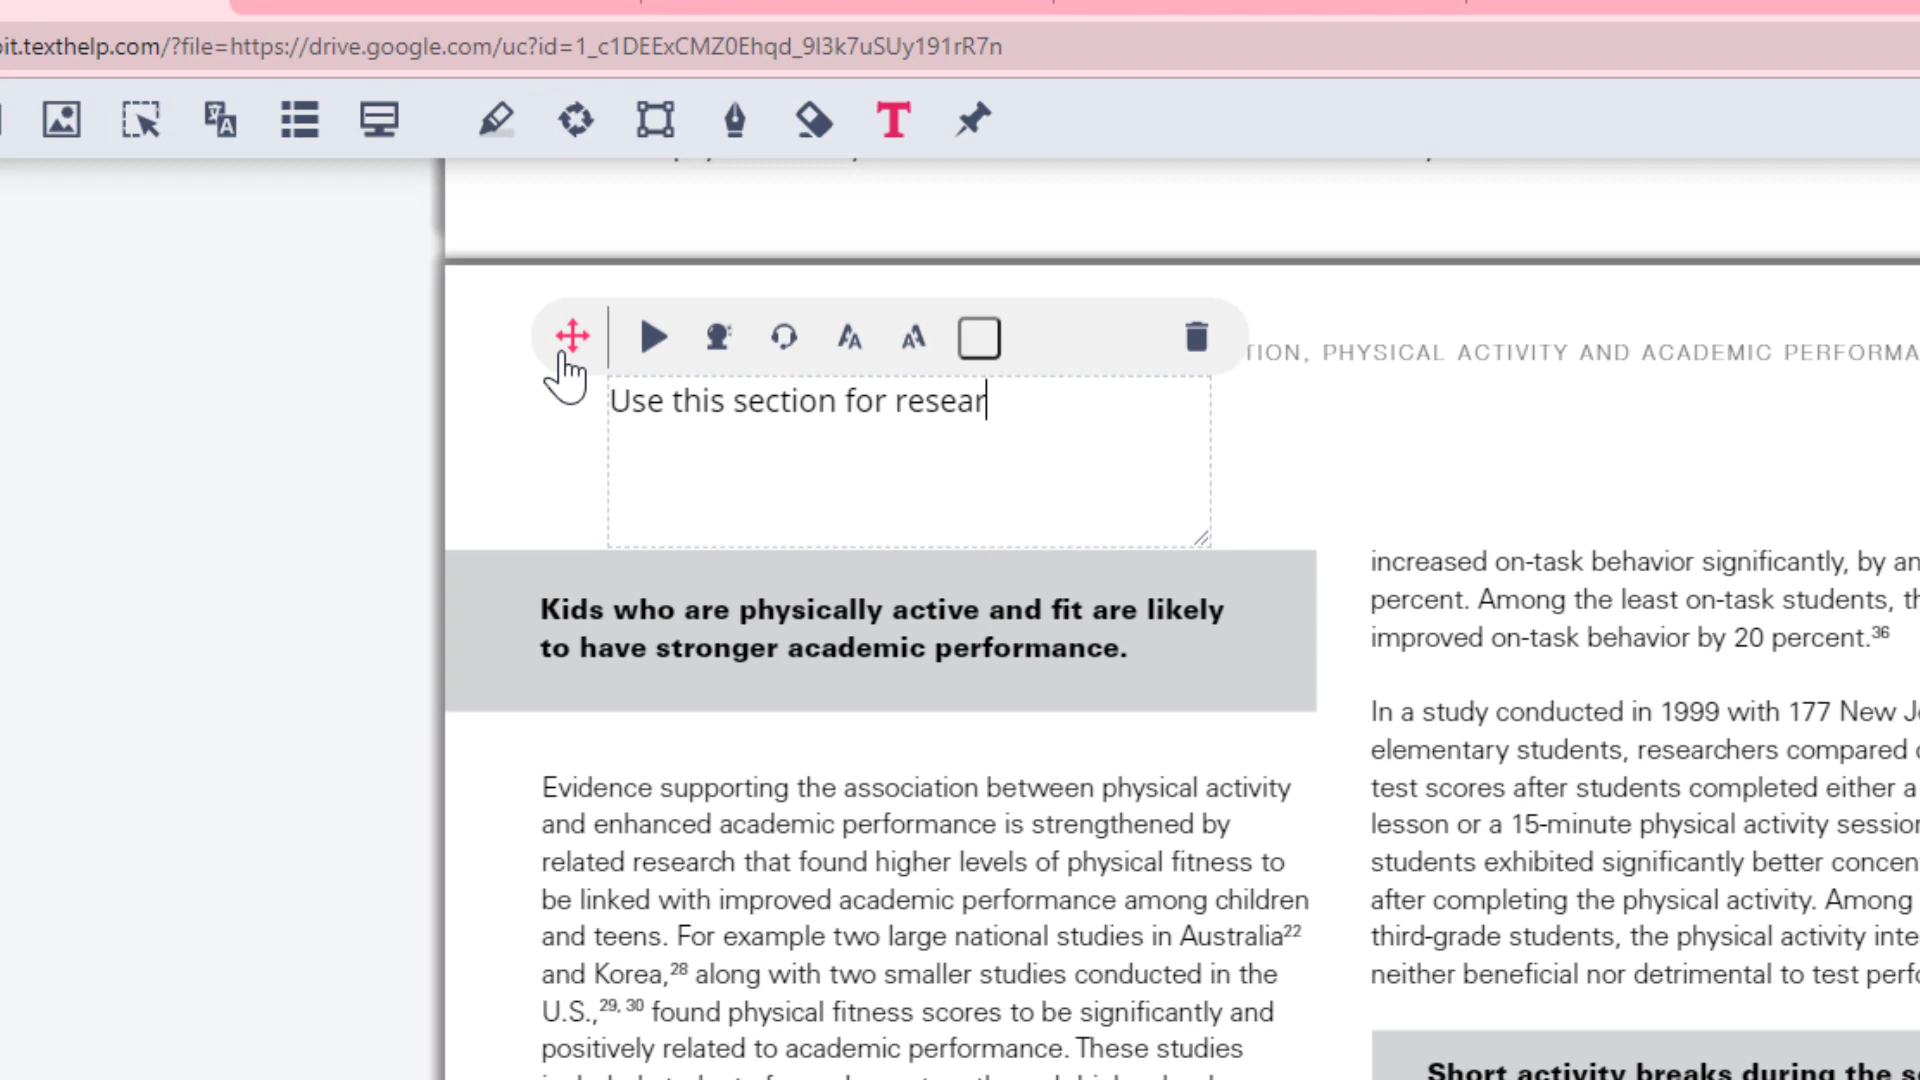 it.texthelp.com/?file=https://drive.google.com/uc?id=1_c1DEExCMZ0Ehqd_9I3k7uSUy191rR7n
TION, PHYSICAL ACTIVITY AND ACADEMIC PERFORMA
Use this section for resear
Kids who are physically active and fit are likely
to have stronger academic performance.
Evidence supporting the association between physical activity
and enhanced academic performance is strengthened by
related research that found higher levels of physical fitness to
be linked with improved academic performance among children
and teens. For example two large national studies in Australia22
and Korea,28 along with two smaller studies conducted in the
U.S.,29, 30 found physical fitness scores to be significantly and
positively related to academic performance. These studies
increased on-task behavior significantly, by an
percent. Among the least on-task students, th
improved on-task behavior by 20 percent.36
In a study conducted in 1999 with 177 New J
elementary students, researchers compared
test scores after students completed either a
lesson or a 15-minute physical activity session
students exhibited significantly better concen
after completing the physical activity. Among
third-grade students, the physical activity inte
neither beneficial nor detrimental to test perfo
Short activity breaks during the s